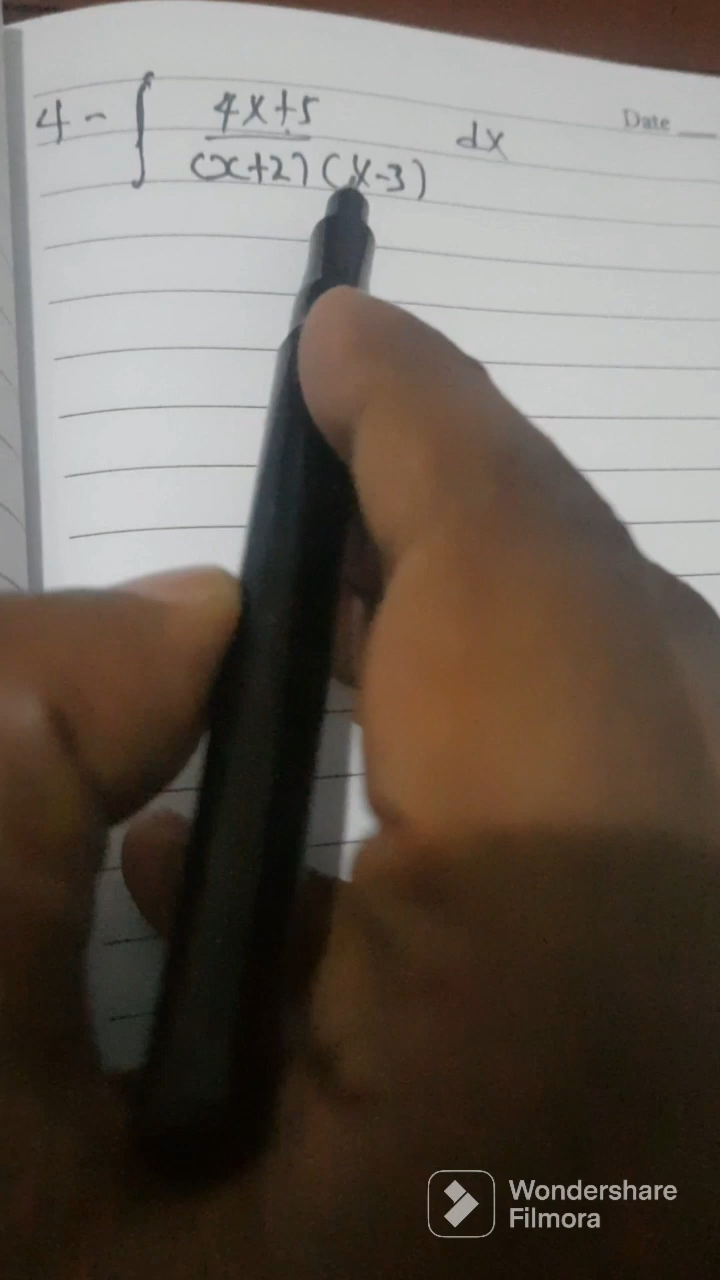 4- ∫ 4x+5 dx
(x+2)(x-3)
Date
Wondershare
Filmora